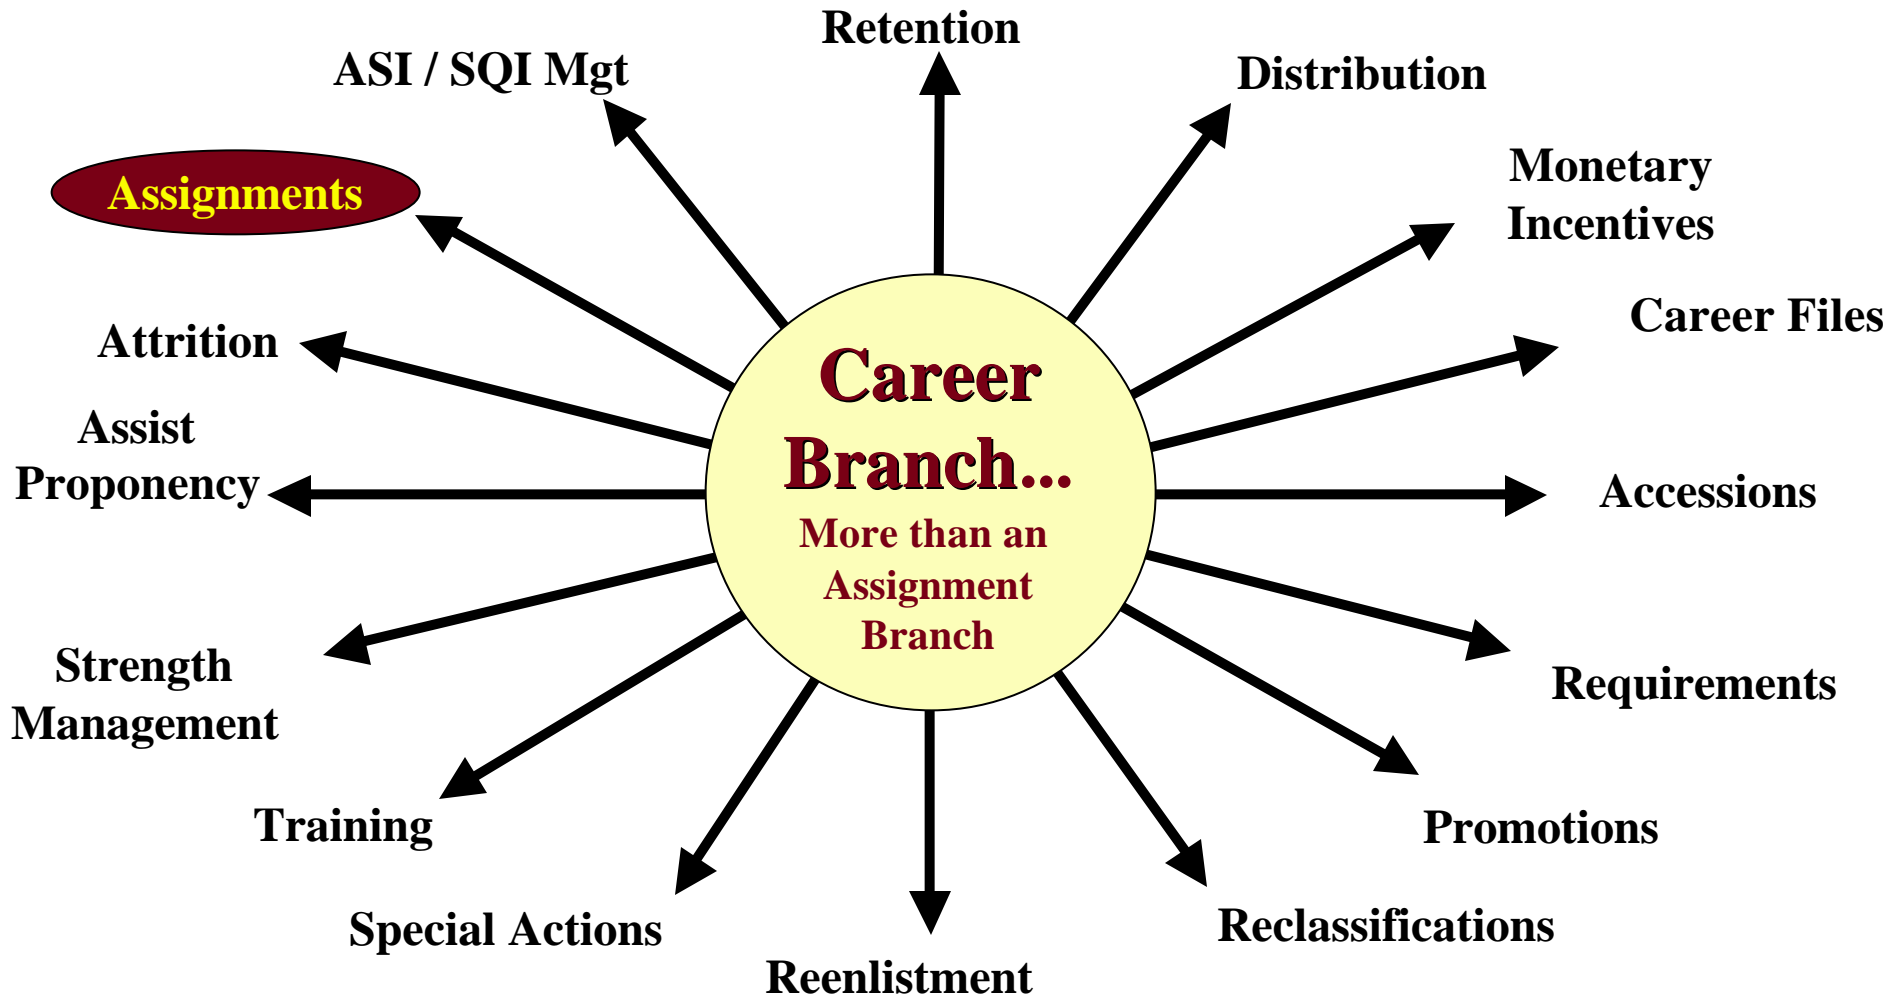 Retention
ASI / SQI Mgt
Distribution
Monetary
Incentives
Assignments
Career Files
Attrition
Assist
Proponency
Career
Branch...
More than an
Assignment
Branch
Accessions
Strength
Management
Requirements
Training
Promotions
Special Actions
Reclassifications
Reenlistment